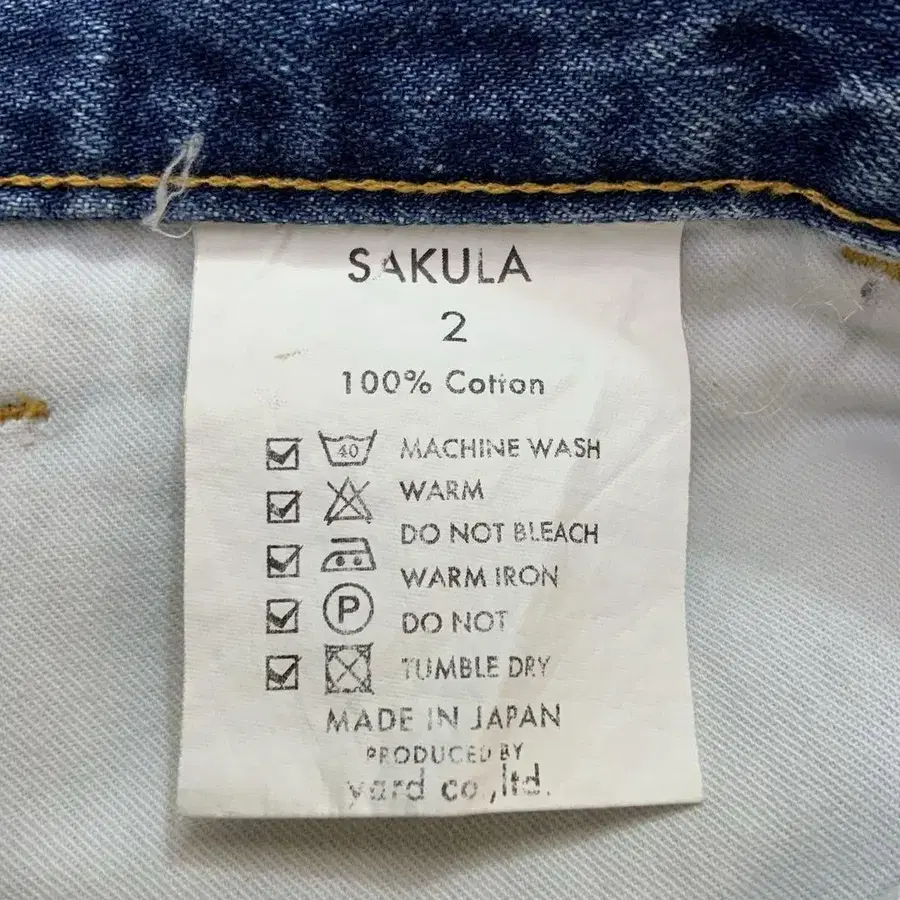 SAKULA
2
100% Cotton
40 MACHINE WASH
WARM
DO NOT BLEACH
WARM IRON
P DO NOT
TUMBLE DRY
MADE IN JAPAN
PRODUCED BY
yard co.,ltd.